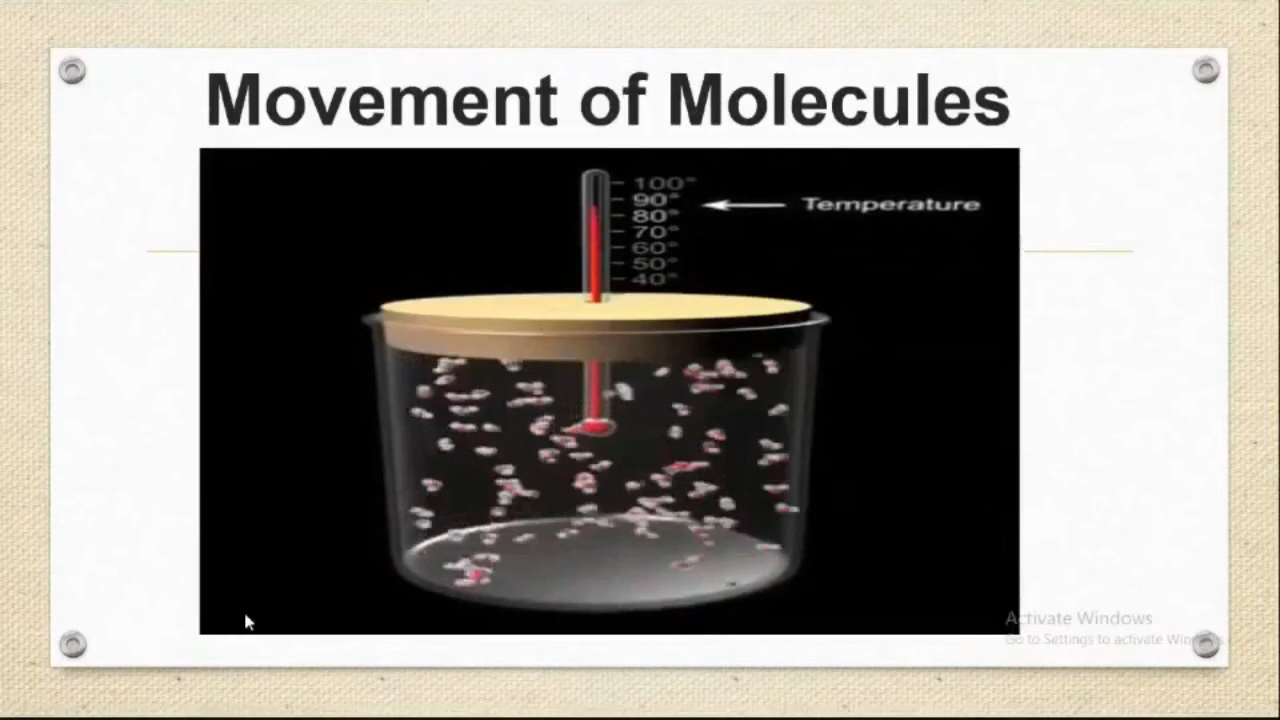 Movement of Molecules
100°
90°
Temperature
80°
70°
60°
50°
40°
Activate Windows
Go to Settings to activate Windows.